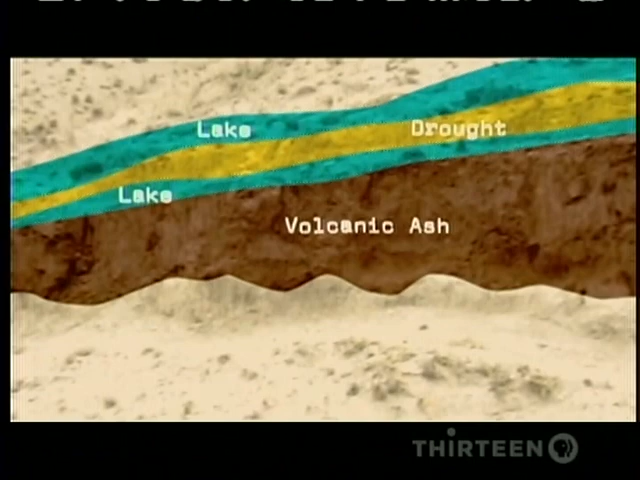 Lake
Drought
Lake
Volcanic Ash
THIRTEEN